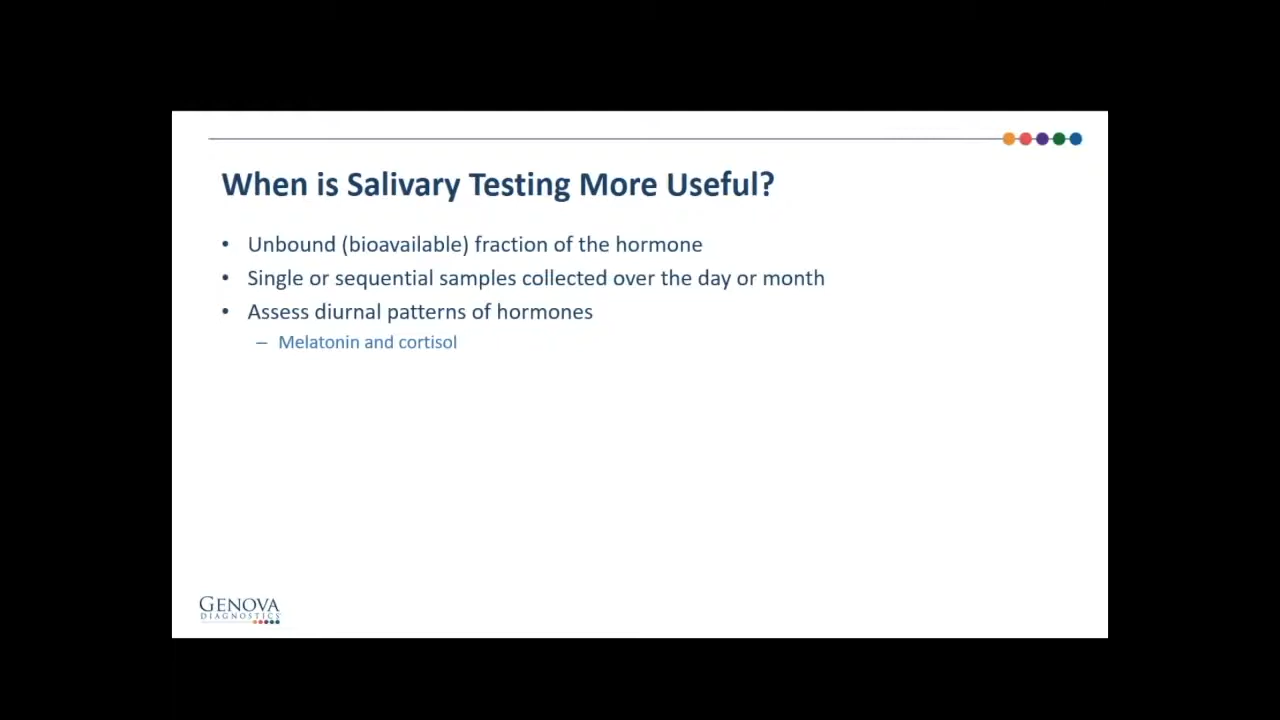 When is Salivary Testing More Useful?
• Unbound (bioavailable) fraction of the hormone
• Single or sequential samples collected over the day or month
• Assess diurnal patterns of hormones
– Melatonin and cortisol
GENOVA
DIAGNOSTICS